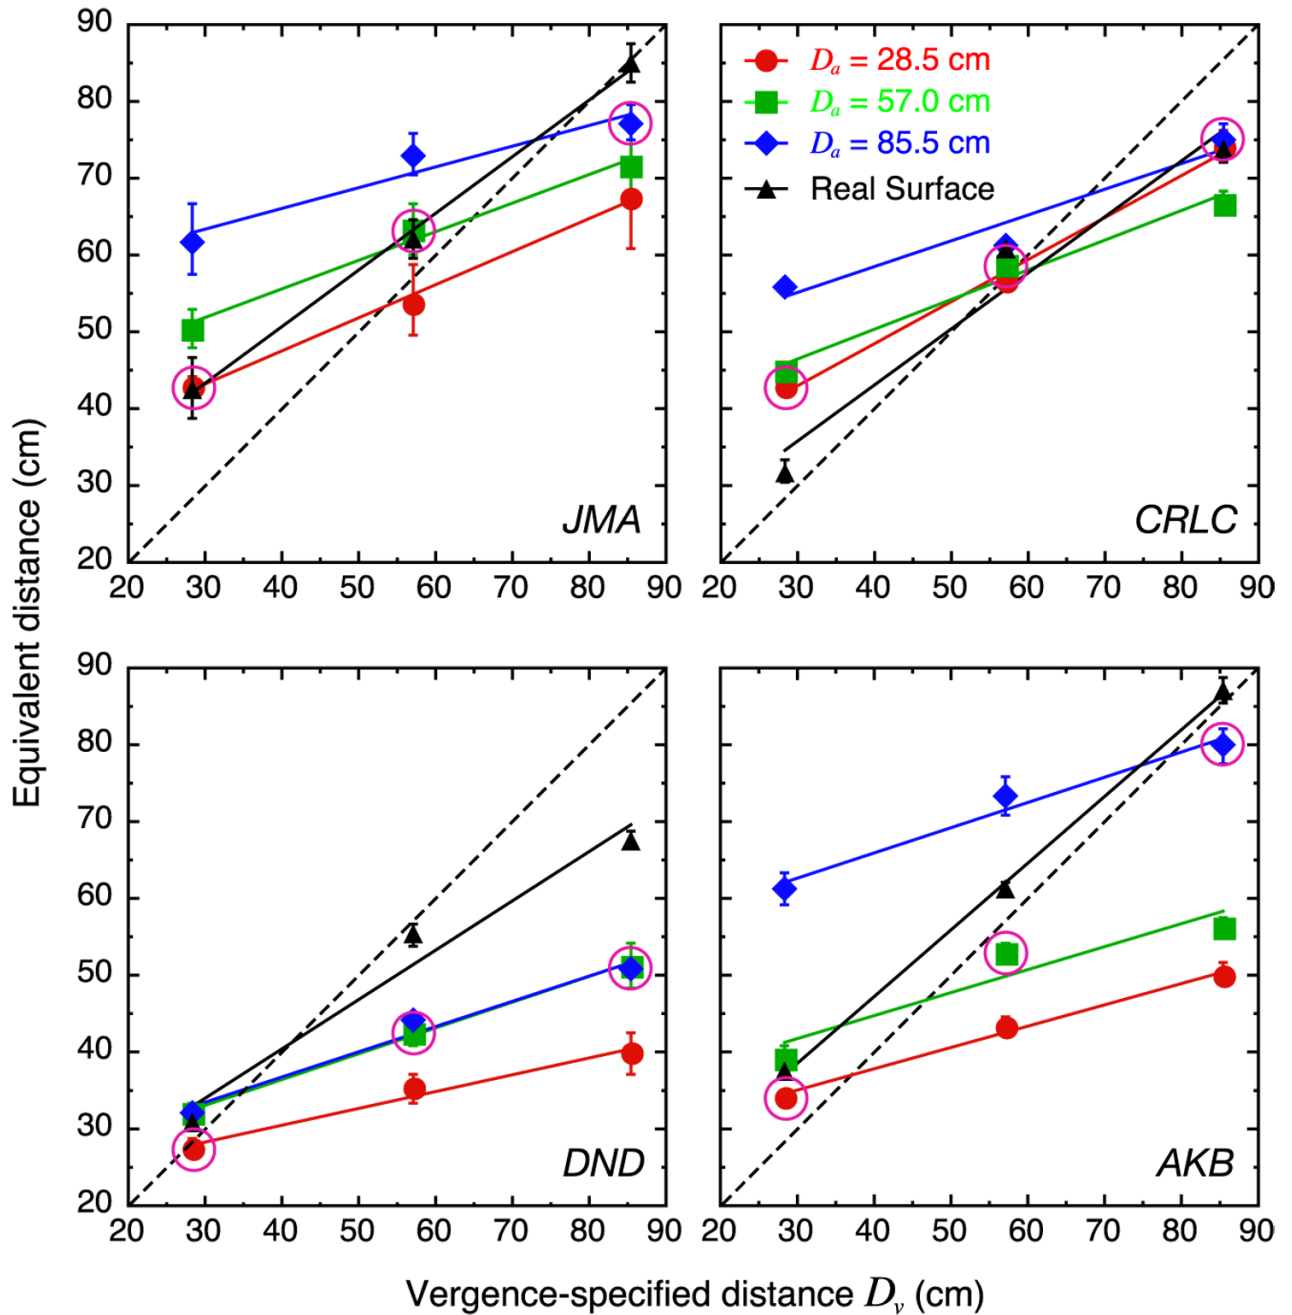 90
80
70
60
50
40
30
20
20 30 40 50 60 70 80 90
JMA
Dₐ = 28.5 cm
Dₐ = 57.0 cm
Dₐ = 85.5 cm
Real Surface
CRLC
20 30 40 50 60 70 80 90
Equivalent distance (cm)
90
80
70
60
50
40
30
20
20 30 40 50 60 70 80 90
DND
AKB
20 30 40 50 60 70 80 90
Vergence-specified distance Dᵥ (cm)